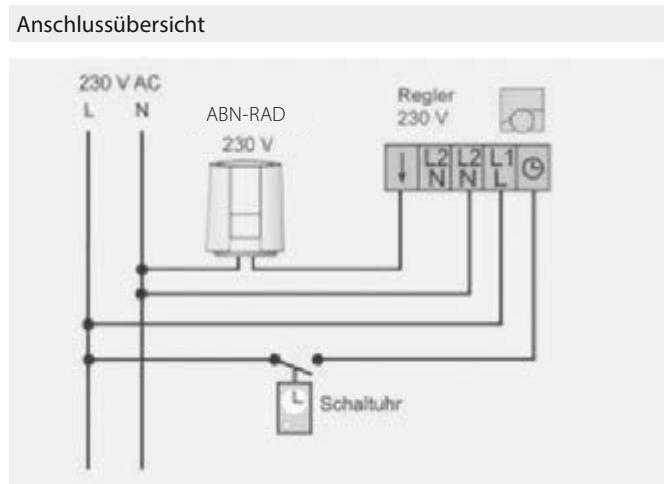 Anschlussübersicht
230 V AC
L N
ABN-RAD
230 V
Regler
230 V
↓ L2 L2 L1
N N L
L
Schaltuhr